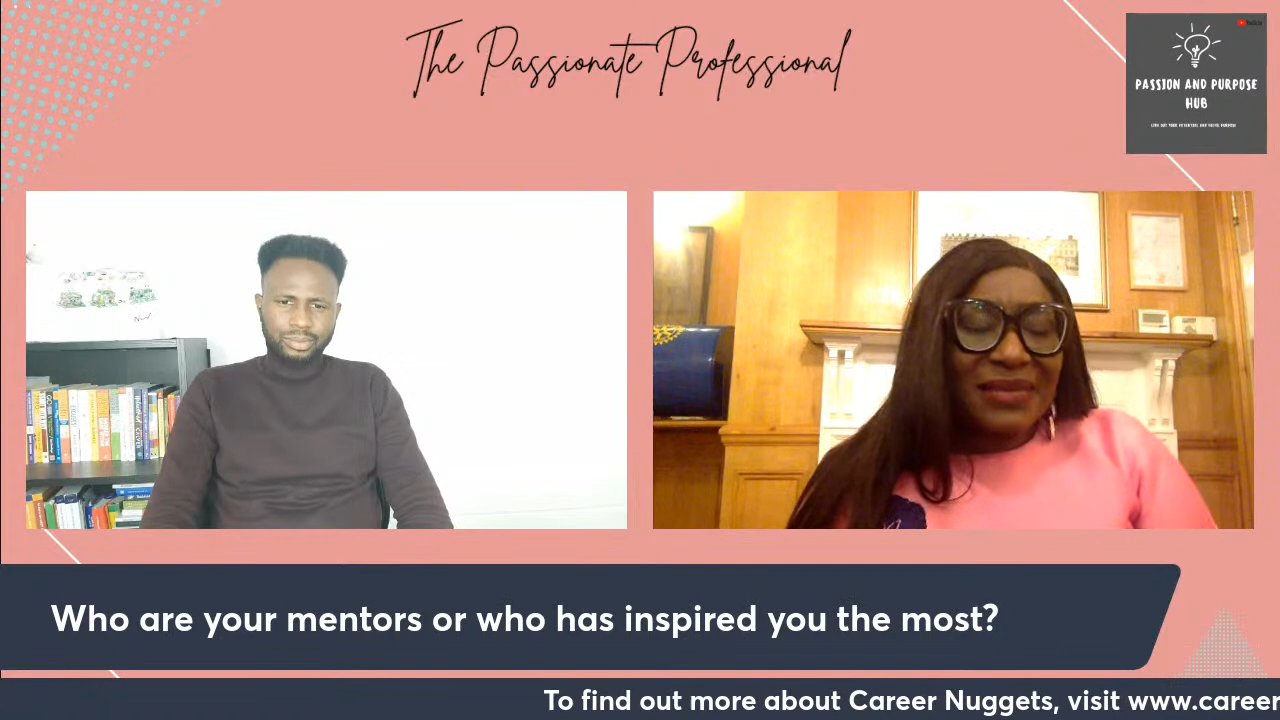 The Passionate Professional
YouTube
PASSION AND PURPOSE
HUB
Who are your mentors or who has inspired you the most?
To find out more about Career Nuggets, visit www.career